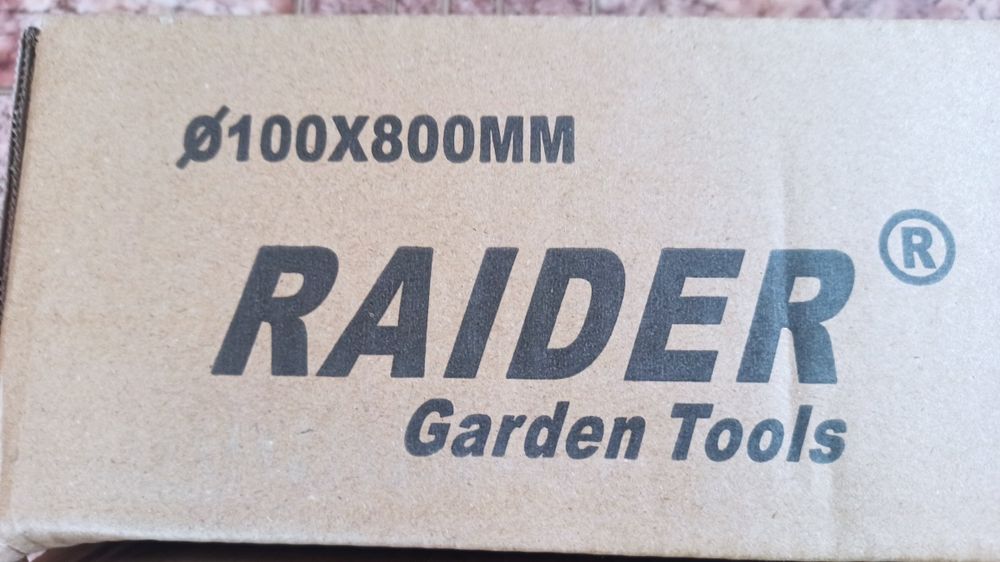 Ø100X800MM
RAIDER®
Garden Tools